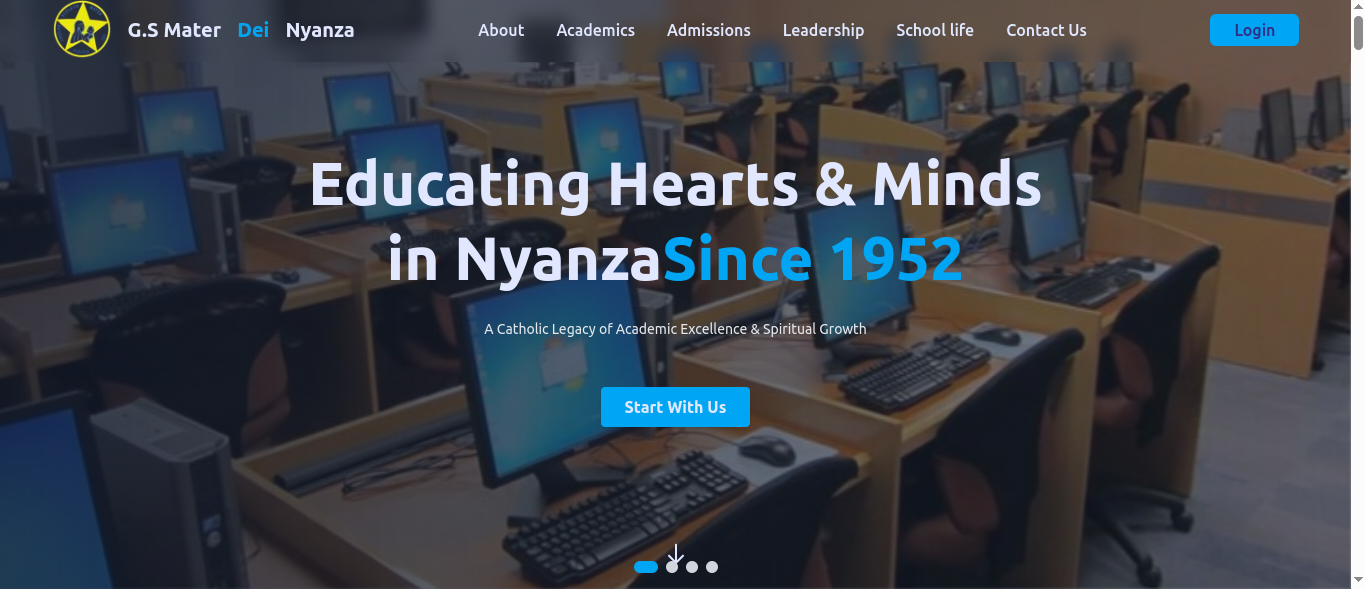 G.S Mater Dei Nyanza
About
Academics
Admissions
Leadership
School life
Contact Us
Login
Educating Hearts & Minds
in NyanzaSince 1952
A Catholic Legacy of Academic Excellence & Spiritual Growth
Start With Us